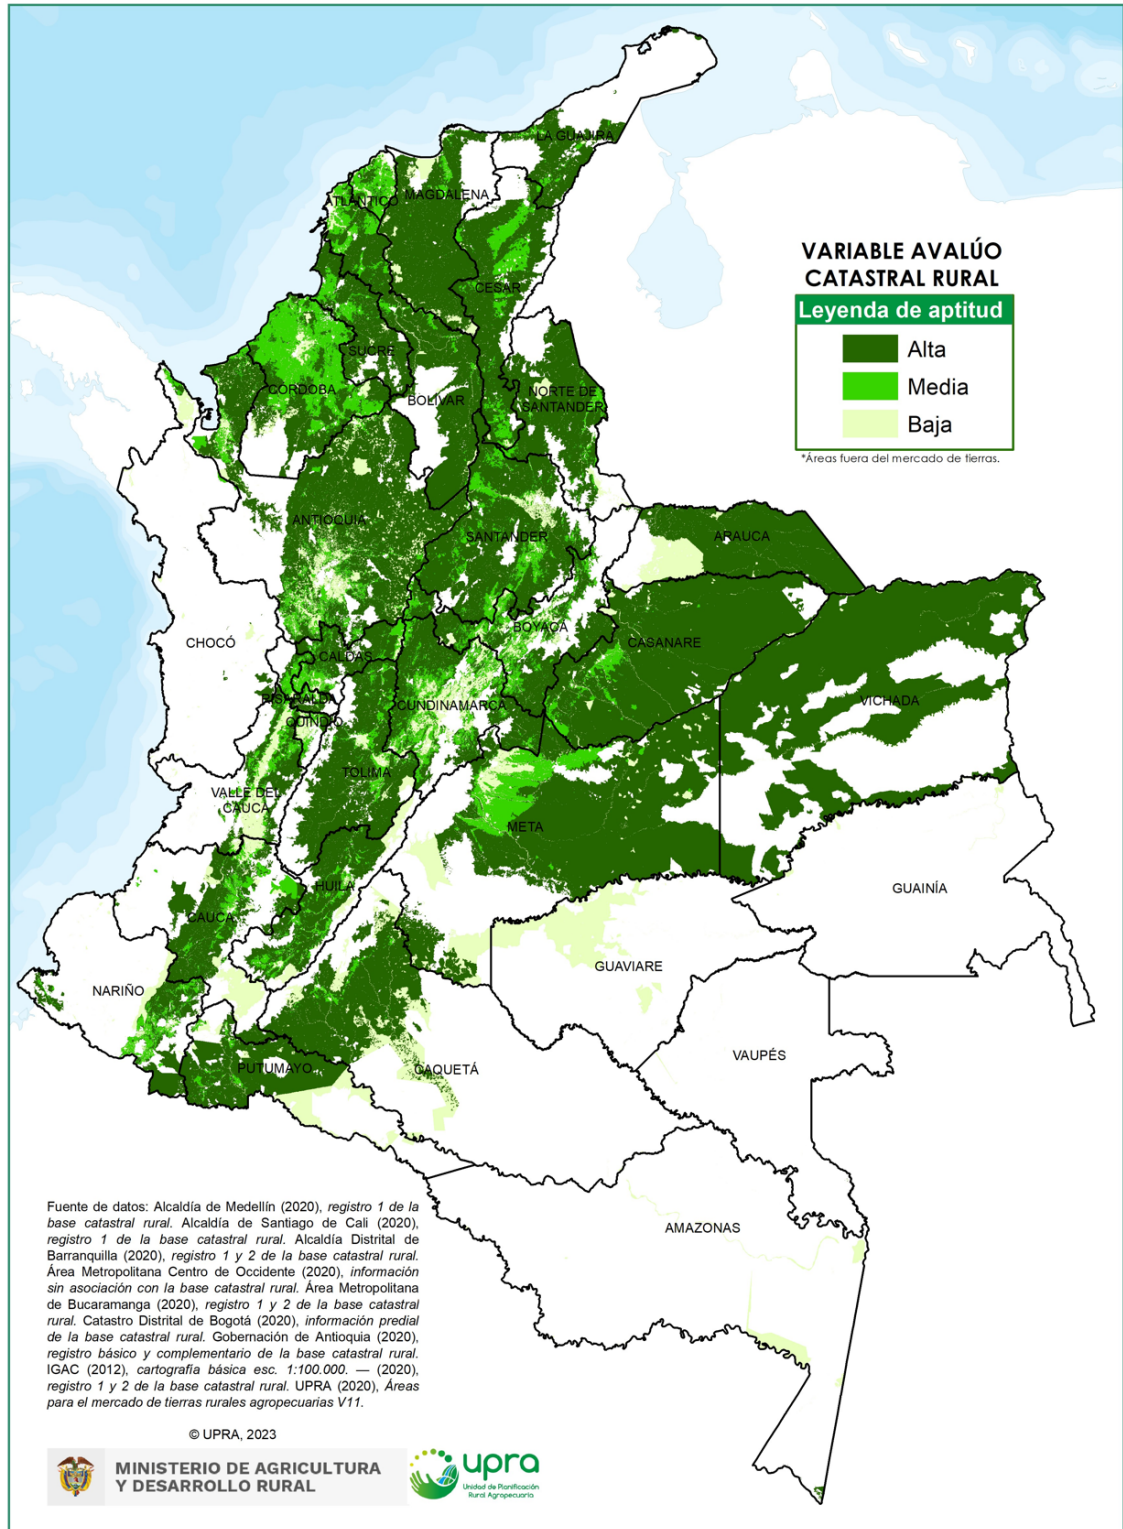 LA GUAJIRA
MAGDALENA
ATLÁNTICO
VARIABLE AVALÚO
CATASTRAL RURAL
Leyenda de aptitud
Alta
Media
Baja
*Áreas fuera del mercado de tierras.
CESAR
SUCRE
CÓRDOBA
BOLÍVAR
NORTE DE
SANTANDER
ANTIOQUIA
SANTANDER
ARAUCA
BOYACÁ
CHOCÓ
CASANARE
CALDAS
RISARALDA
CUNDINAMARCA
VICHADA
QUINDÍO
TOLIMA
VALLE DEL
CAUCA
META
HUILA
GUAINÍA
CAUCA
GUAVIARE
NARIÑO
VAUPÉS
PUTUMAYO
CAQUETÁ
AMAZONAS
Fuente de datos: Alcaldía de Medellín (2020), registro 1 de la
base catastral rural. Alcaldía de Santiago de Cali (2020),
registro 1 de la base catastral rural. Alcaldía Distrital de
Barranquilla (2020), registro 1 y 2 de la base catastral rural.
Área Metropolitana Centro de Occidente (2020), información
sin asociación con la base catastral rural. Área Metropolitana
de Bucaramanga (2020), registro 1 y 2 de la base catastral
rural. Catastro Distrital de Bogotá (2020), información predial
de la base catastral rural. Gobernación de Antioquia (2020),
registro básico y complementario de la base catastral rural.
IGAC (2012), cartografía básica esc. 1:100.000. — (2020),
registro 1 y 2 de la base catastral rural. UPRA (2020), Áreas
para el mercado de tierras rurales agropecuarias V11.
© UPRA, 2023
MINISTERIO DE AGRICULTURA
Y DESARROLLO RURAL
upra
Unidad de Planificación
Rural Agropecuaria